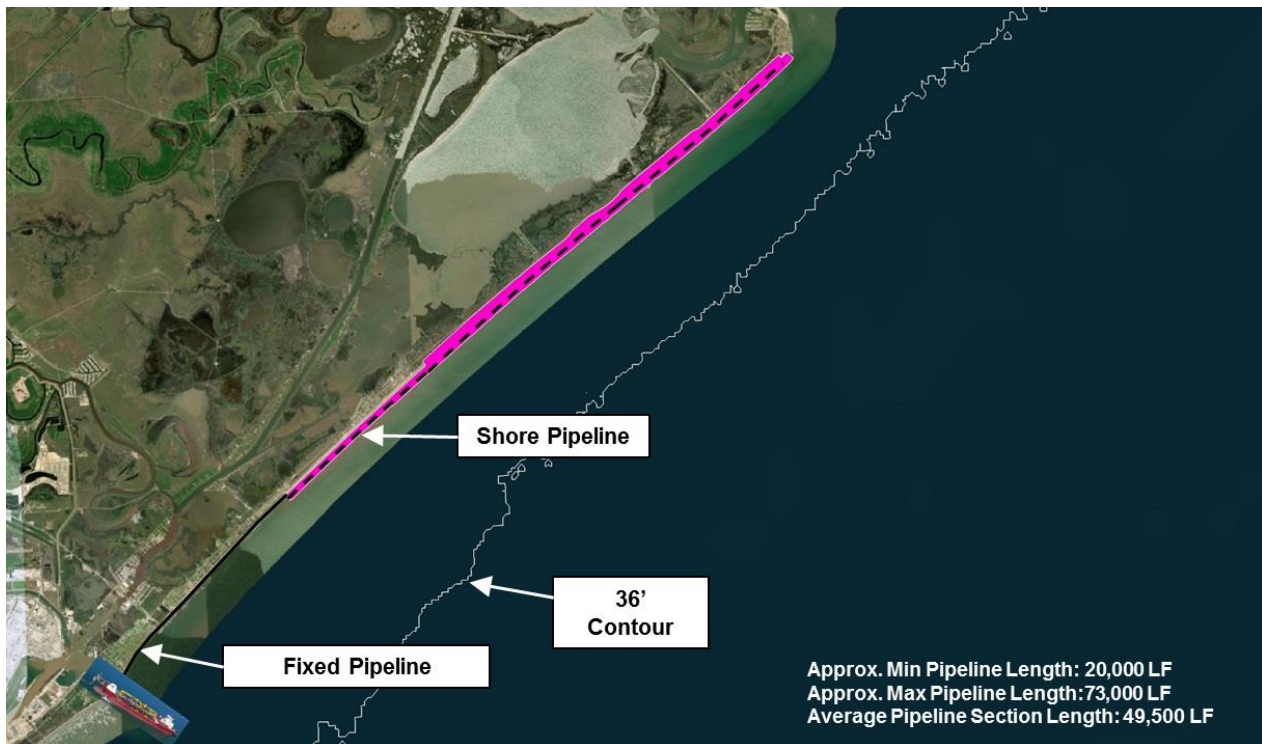 Shore Pipeline
36'
Contour
Fixed Pipeline
Approx. Min Pipeline Length: 20,000 LF
Approx. Max Pipeline Length:73,000 LF
Average Pipeline Section Length: 49,500 LF